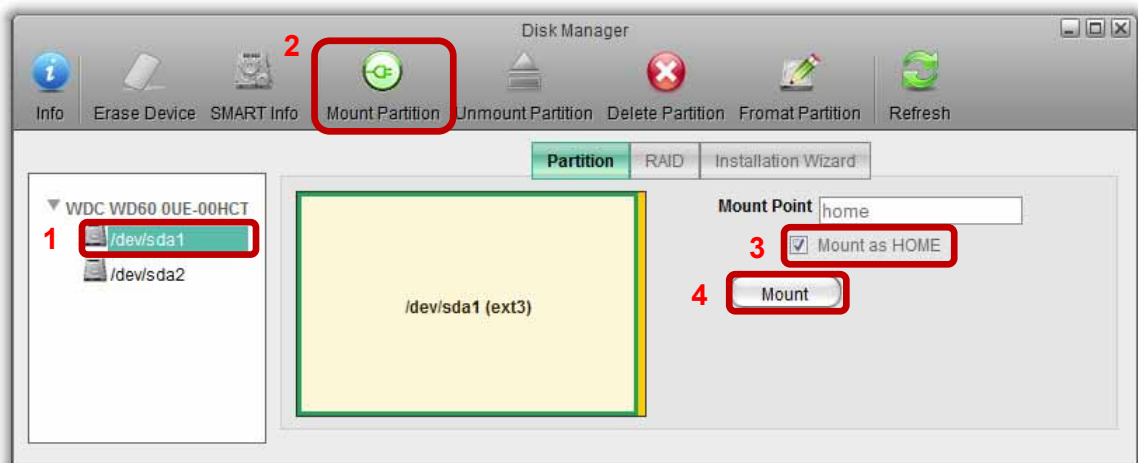 Disk Manager
2
Info Erase Device SMART Info Mount Partition Unmount Partition Delete Partition Fromat Partition Refresh
Partition RAID Installation Wizard
WDC WD60 0UE-00HCT
Mount Point home
1 /dev/sda1
3 Mount as HOME
/dev/sda2
4 Mount
/dev/sda1 (ext3)